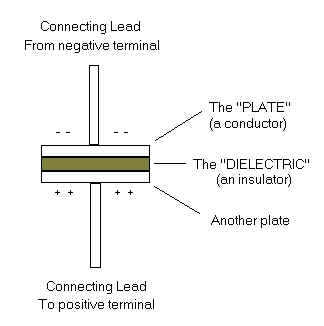 Connecting Lead
From negative terminal
The "PLATE"
(a conductor)
- -   - -
The "DIELECTRIC"
(an insulator)
+ +   + +
Another plate
Connecting Lead
To positive terminal